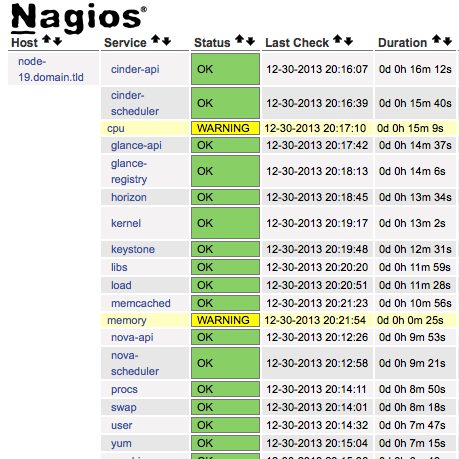 Nagios®
Host Service Status Last Check Duration
node-19.domain.tld cinder-api OK 12-30-2013 20:16:07 0d 0h 16m 12s
cinder-scheduler OK 12-30-2013 20:16:39 0d 0h 15m 40s
cpu WARNING 12-30-2013 20:17:10 0d 0h 15m 9s
glance-api OK 12-30-2013 20:17:42 0d 0h 14m 37s
glance-registry OK 12-30-2013 20:18:13 0d 0h 14m 6s
horizon OK 12-30-2013 20:18:45 0d 0h 13m 34s
kernel OK 12-30-2013 20:19:17 0d 0h 13m 2s
keystone OK 12-30-2013 20:19:48 0d 0h 12m 31s
libs OK 12-30-2013 20:20:20 0d 0h 11m 59s
load OK 12-30-2013 20:20:51 0d 0h 11m 28s
memcached OK 12-30-2013 20:21:23 0d 0h 10m 56s
memory WARNING 12-30-2013 20:21:54 0d 0h 0m 25s
nova-api OK 12-30-2013 20:12:26 0d 0h 9m 53s
nova-scheduler OK 12-30-2013 20:12:58 0d 0h 9m 21s
procs OK 12-30-2013 20:14:11 0d 0h 8m 50s
swap OK 12-30-2013 20:14:01 0d 0h 8m 18s
user OK 12-30-2013 20:14:32 0d 0h 7m 47s
yum OK 12-30-2013 20:15:04 0d 0h 7m 15s